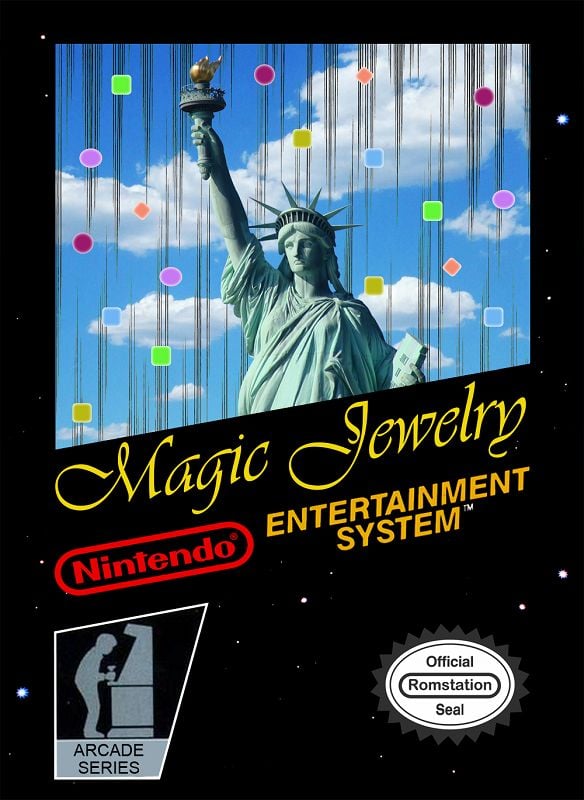 Magic Jewelry
Nintendo®
ENTERTAINMENT
SYSTEM™
ARCADE
SERIES
Official
Romstation
Seal